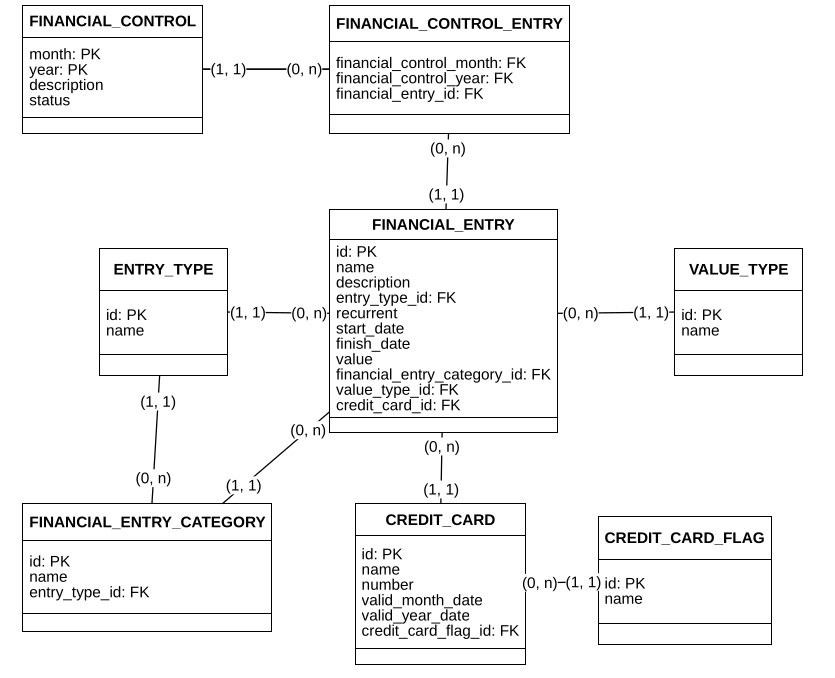 FINANCIAL_CONTROL
month: PK
year: PK
description
status
(1, 1)
(0, n)
FINANCIAL_CONTROL_ENTRY
financial_control_month: FK
financial_control_year: FK
financial_entry_id: FK
(0, n)
(1, 1)
FINANCIAL_ENTRY
id: PK
name
description
entry_type_id: FK
recurrent
start_date
finish_date
value
financial_entry_category_id: FK
value_type_id: FK
credit_card_id: FK
ENTRY_TYPE
id: PK
name
(1, 1)
(0, n)
VALUE_TYPE
id: PK
name
(0, n)
(1, 1)
(1, 1)
(0, n)
(0, n)
(1, 1)
(0, n)
(1, 1)
FINANCIAL_ENTRY_CATEGORY
id: PK
name
entry_type_id: FK
CREDIT_CARD
id: PK
name
number
valid_month_date
valid_year_date
credit_card_flag_id: FK
(0, n)
(1, 1)
CREDIT_CARD_FLAG
id: PK
name